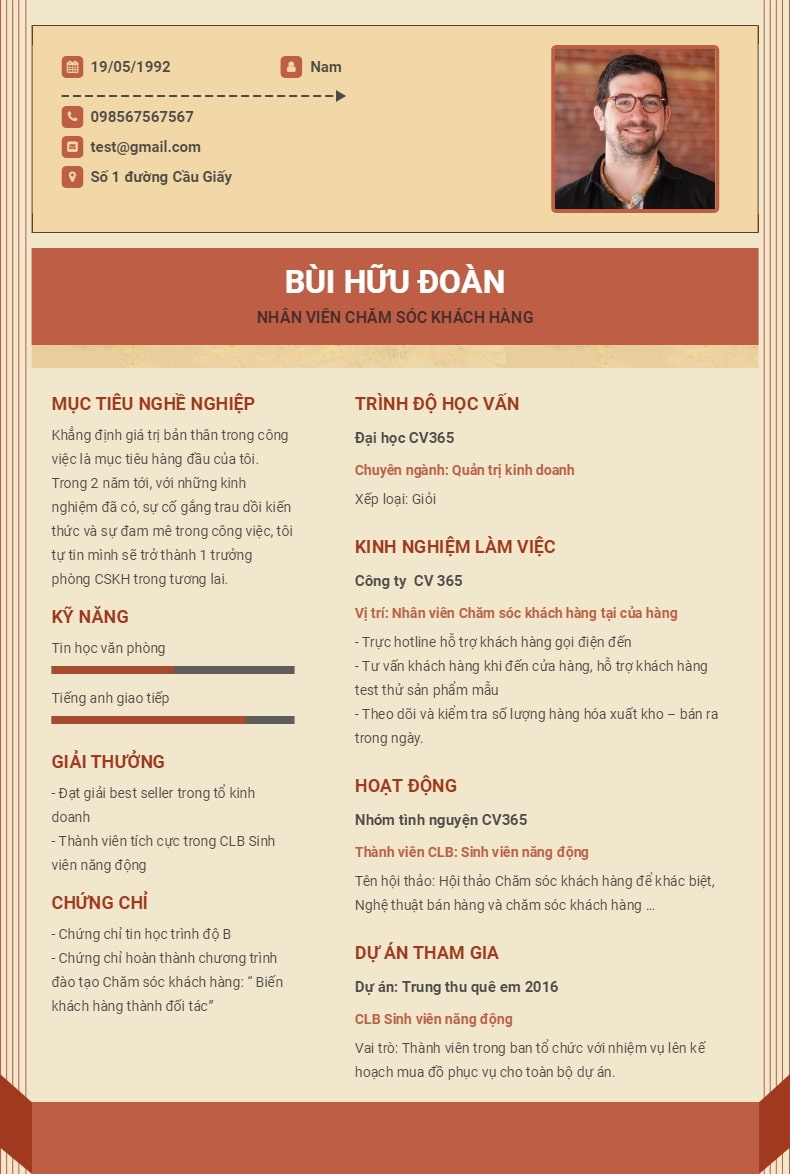 19/05/1992
Nam
098567567567
test@gmail.com
Số 1 đường Cầu Giấy
BÙI HỮU ĐOÀN
NHÂN VIÊN CHĂM SÓC KHÁCH HÀNG
MỤC TIÊU NGHỀ NGHIỆP
Khẳng định giá trị bản thân trong công
việc là mục tiêu hàng đầu của tôi.
Trong 2 năm tới, với những kinh
nghiệm đã có, sự cố gắng trau dồi kiến
thức và sự đam mê trong công việc, tôi
tự tin mình sẽ trở thành 1 trưởng
phòng CSKH trong tương lai.
KỸ NĂNG
Tin học văn phòng
Tiếng anh giao tiếp
GIẢI THƯỞNG
- Đạt giải best seller trong tổ kinh
doanh
- Thành viên tích cực trong CLB Sinh
viên năng động
CHỨNG CHỈ
- Chứng chỉ tin học trình độ B
- Chứng chỉ hoàn thành chương trình
đào tạo Chăm sóc khách hàng: “ Biến
khách hàng thành đối tác”
TRÌNH ĐỘ HỌC VẤN
Đại học CV365
Chuyên ngành: Quản trị kinh doanh
Xếp loại: Giỏi
KINH NGHIỆM LÀM VIỆC
Công ty  CV 365
Vị trí: Nhân viên Chăm sóc khách hàng tại của hàng
- Trực hotline hỗ trợ khách hàng gọi điện đến
- Tư vấn khách hàng khi đến cửa hàng, hỗ trợ khách hàng
test thử sản phẩm mẫu
- Theo dõi và kiểm tra số lượng hàng hóa xuất kho – bán ra
trong ngày.
HOẠT ĐỘNG
Nhóm tình nguyện CV365
Thành viên CLB: Sinh viên năng động
Tên hội thảo: Hội thảo Chăm sóc khách hàng để khác biệt,
Nghệ thuật bán hàng và chăm sóc khách hàng ...
DỰ ÁN THAM GIA
Dự án: Trung thu quê em 2016
CLB Sinh viên năng động
Vai trò: Thành viên trong ban tổ chức với nhiệm vụ lên kế
hoạch mua đồ phục vụ cho toàn bộ dự án.